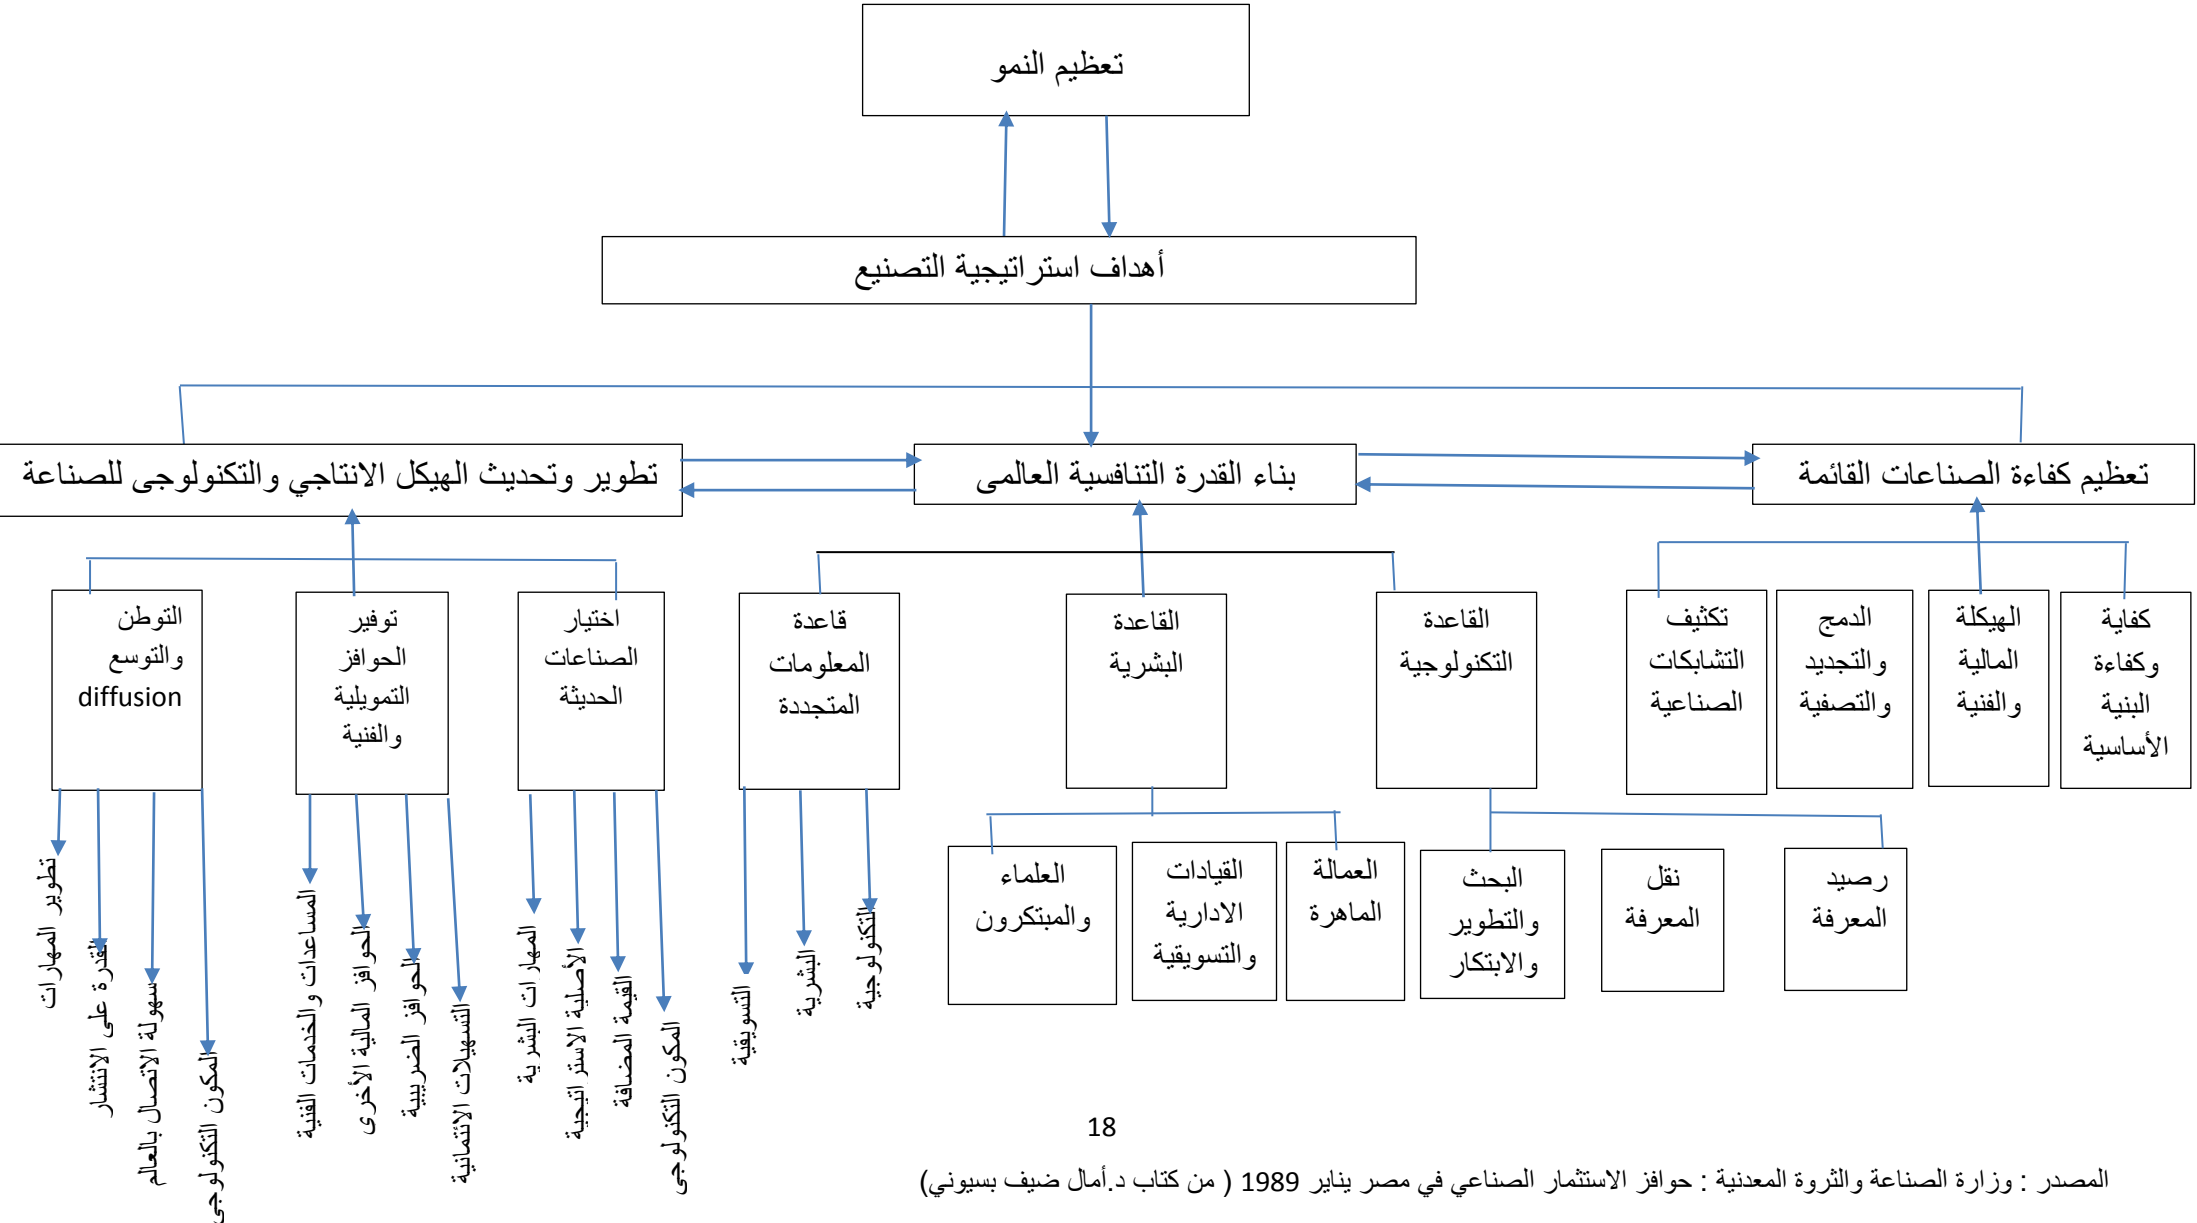 تعظيم النمو
أهداف استراتيجية التصنيع
تعظيم كفاءة الصناعات القائمة
بناء القدرة التنافسية العالمى
تطوير وتحديث الهيكل الانتاجي والتكنولوجى للصناعة
كفاية
وكفاءة
البنية
الأساسية
الهيكلة
المالية
والفنية
الدمج
والتجديد
والتصفية
تكثيف
التشابكات
الصناعية
القاعدة
التكنولوجية
القاعدة
البشرية
قاعدة
المعلومات
المتجددة
اختيار
الصناعات
الحديثة
توفير
الحوافز
التمويلية
والفنية
التوطن
والتوسع
diffusion
رصيد
المعرفة
نقل
المعرفة
البحث
والتطوير
والابتكار
العمالة
الماهرة
القيادات
الادارية
والتسويقية
العلماء
والمبتكرون
التكنولوجية
البشرية
التسويقية
المكون التكنولوجى
القيمة المضافة
الأصلية الاستراتيجية
المهارات البشرية
التسهيلات الائتمانية
الحوافز الضريبية
الحوافز المالية الأخرى
المساعدات والخدمات الفنية
المكون التكنولوجى
سهولة الاتصال بالعالم
القدرة على الانتشار
تطوير المهارات
18
المصدر : وزارة الصناعة والثروة المعدنية : حوافز الاستثمار الصناعي في مصر يناير 1989 ( من كتاب د.أمال ضيف بسيوني)